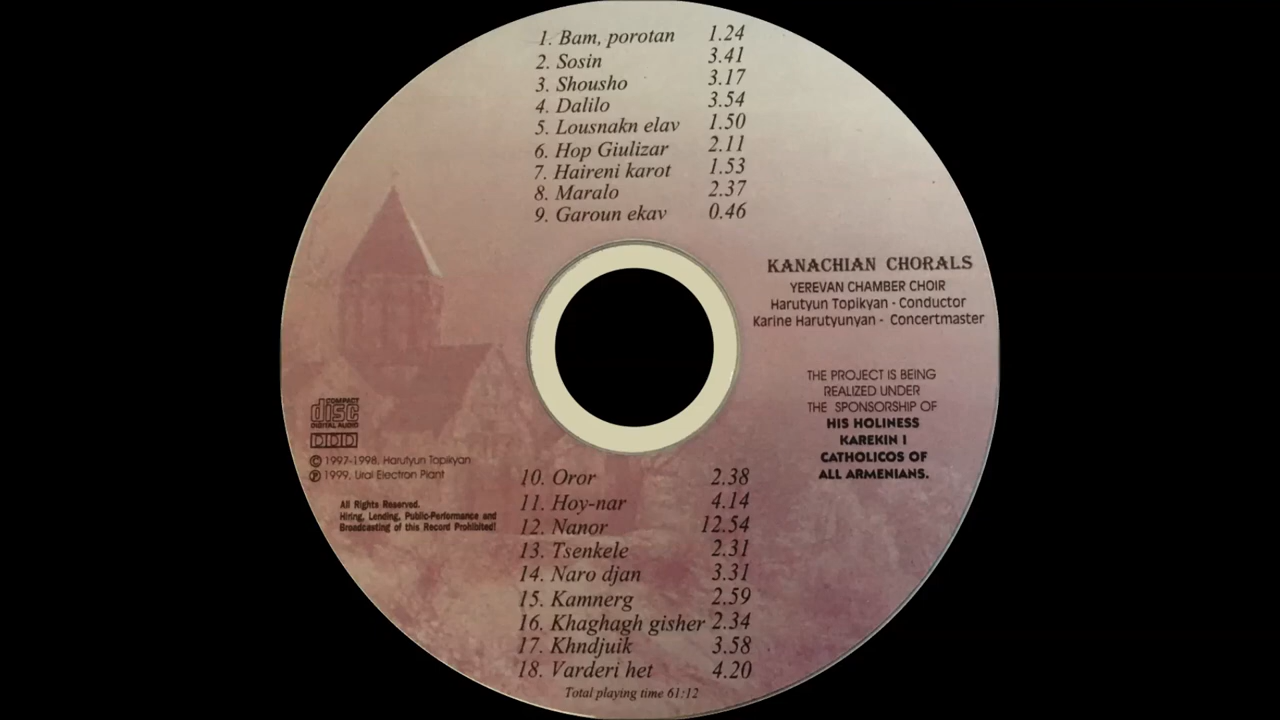 1. Bam, porotan 1.24
2. Sosin 3.41
3. Shousho 3.17
4. Dalilo 3.54
5. Lousnakn elav 1.50
6. Hop Giulizar 2.11
7. Haireni karot 1.53
8. Maralo 2.37
9. Garoun ekav 0.46
KANACHIAN CHORALS
YEREVAN CHAMBER CHOIR
Harutyun Topikyan - Conductor
Karine Harutyunyan - Concertmaster
THE PROJECT IS BEING
REALIZED UNDER
THE SPONSORSHIP OF
HIS HOLINESS
KAREKIN I
CATHOLICOS OF
ALL ARMENIANS.
COMPACT
disc
DIGITAL AUDIO
DDD
© 1997-1998, Harutyun Topikyan
℗ 1999, Ural Electron Plant
All Rights Reserved.
Hiring, Lending, Public-Performance and
Broadcasting of this Record Prohibited!
10. Oror 2.38
11. Hoy-nar 4.14
12. Nanor 12.54
13. Tsenkele 2.31
14. Naro djan 3.31
15. Kamnerg 2.59
16. Khaghagh gisher 2.34
17. Khndjuik 3.58
18. Varderi het 4.20
Total playing time 61:12